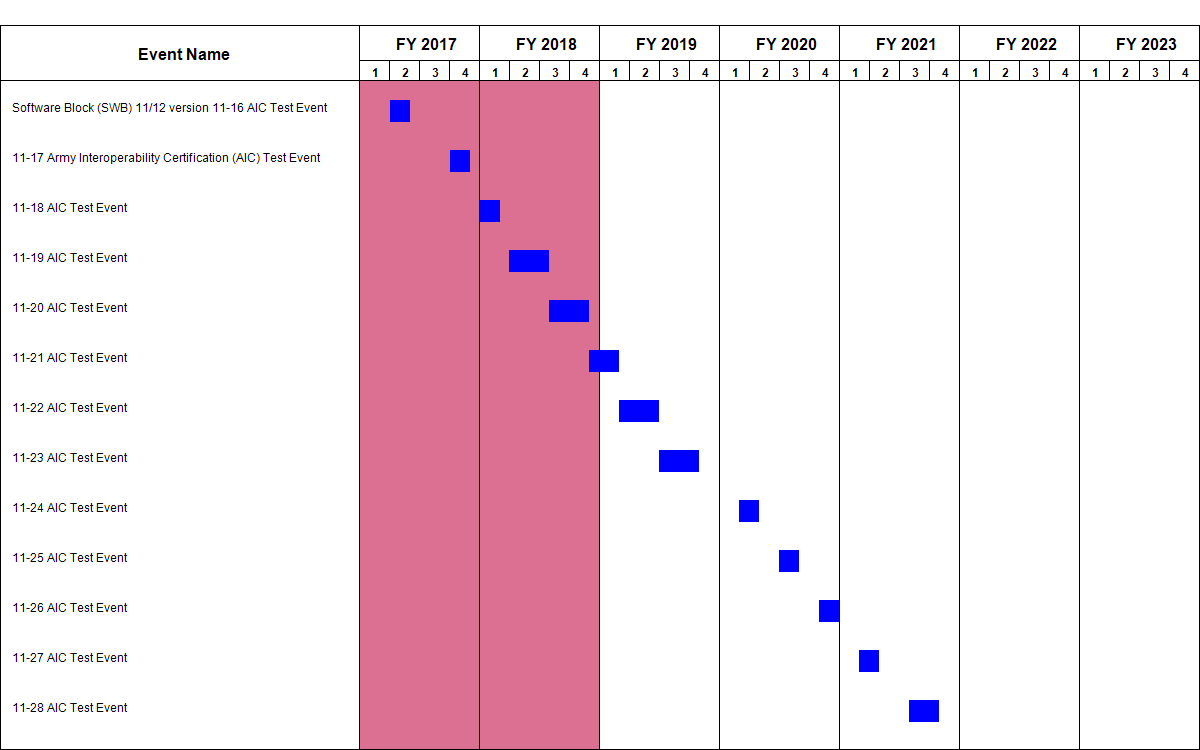 Event Name FY 2017 FY 2018 FY 2019 FY 2020 FY 2021 FY 2022 FY 2023
1 2 3 4 1 2 3 4 1 2 3 4 1 2 3 4 1 2 3 4 1 2 3 4 1 2 3 4
Software Block (SWB) 11/12 version 11-16 AIC Test Event
11-17 Army Interoperability Certification (AIC) Test Event
11-18 AIC Test Event
11-19 AIC Test Event
11-20 AIC Test Event
11-21 AIC Test Event
11-22 AIC Test Event
11-23 AIC Test Event
11-24 AIC Test Event
11-25 AIC Test Event
11-26 AIC Test Event
11-27 AIC Test Event
11-28 AIC Test Event